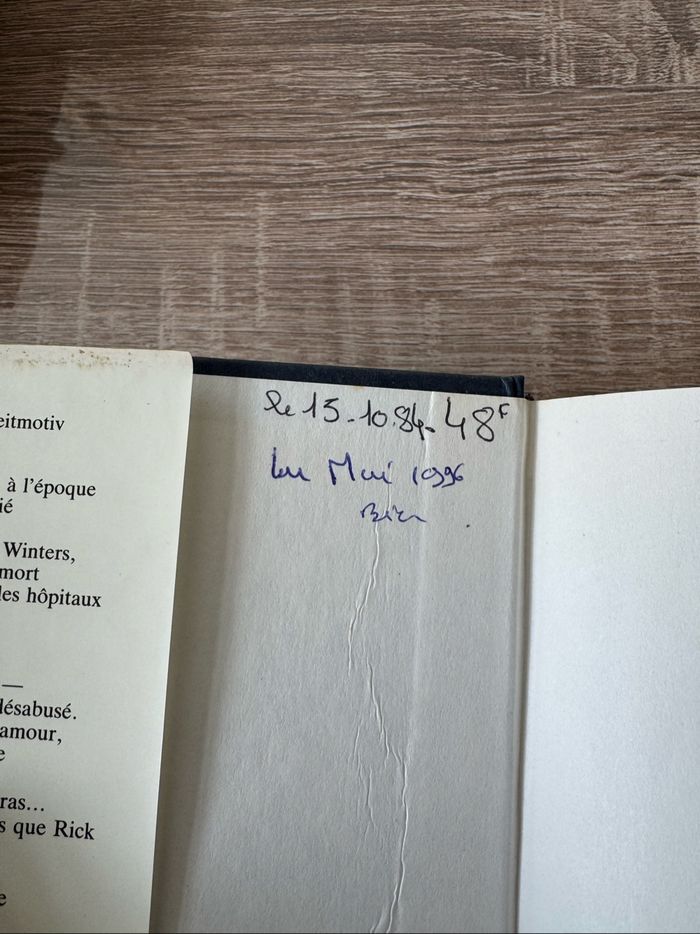 eitmotiv
à l'époque
ié
Winters,
mort
les hôpitaux
—
désabusé.
amour,
e
ras...
s que Rick
e
le 15-10.84. 48F
lu Mai 1996
Bien